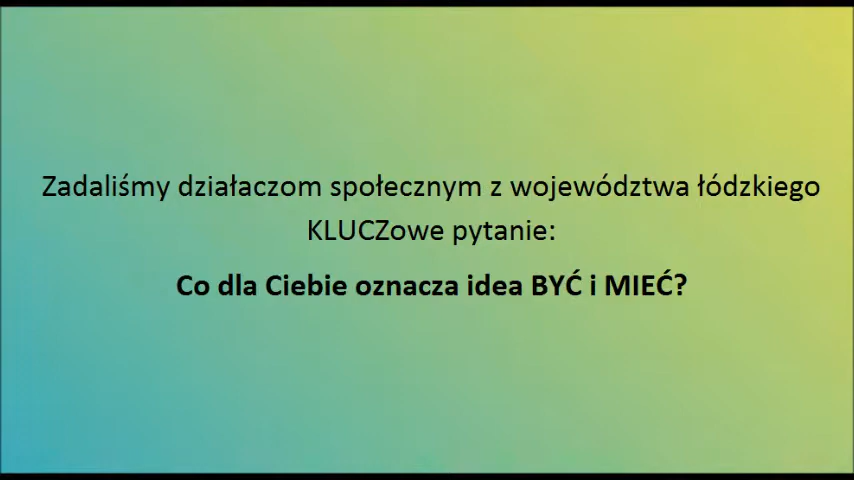 Zadaliśmy działaczom społecznym z województwa łódzkiego
KLUCZowe pytanie:
Co dla Ciebie oznacza idea BYĆ i MIEĆ?